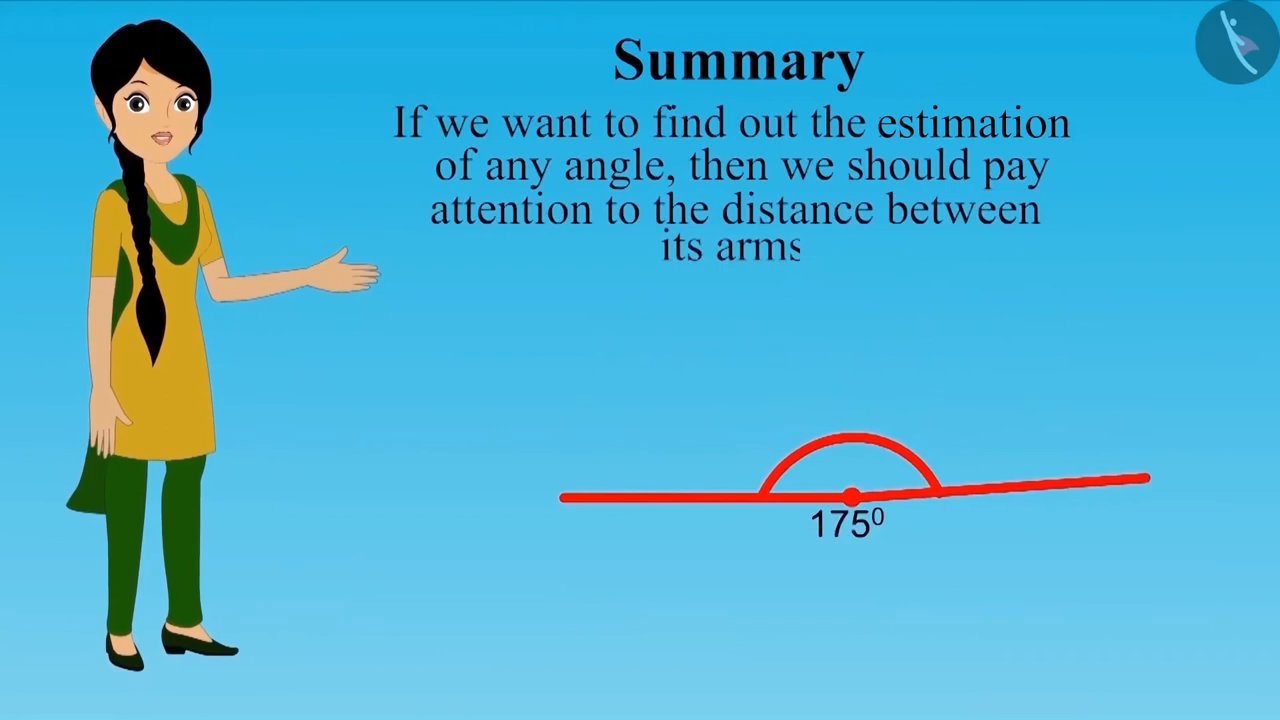 Summary
If we want to find out the estimation
of any angle, then we should pay
attention to the distance between
its arms
175⁰